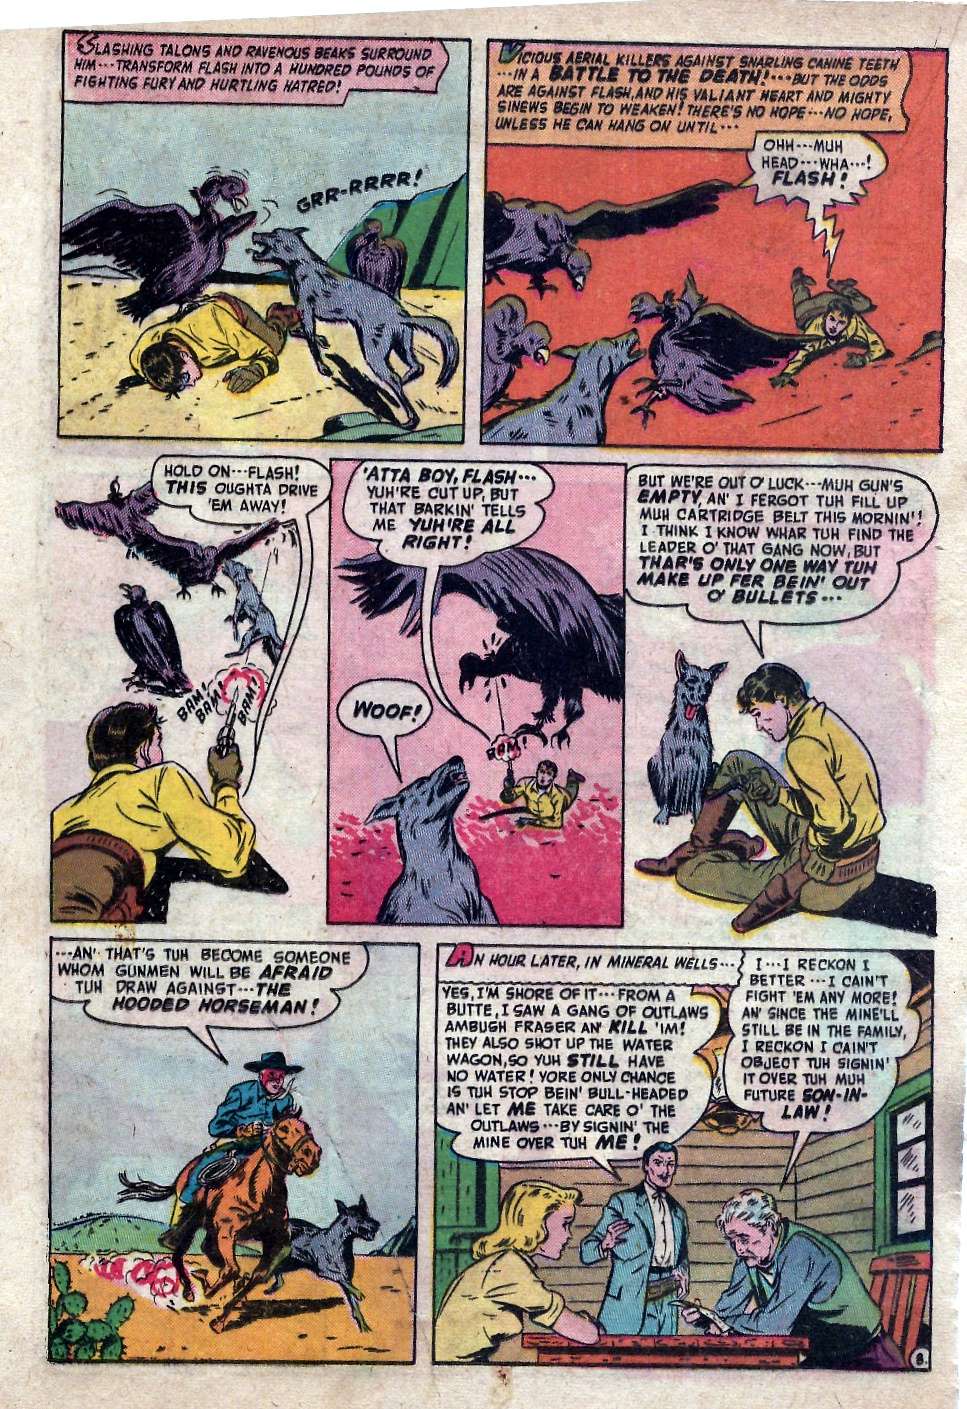 SLASHING TALONS AND RAVENOUS BEAKS SURROUND
HIM---TRANSFORM FLASH INTO A HUNDRED POUNDS OF
FIGHTING FURY AND HURTLING HATRED!
GRR-RRRR!
VICIOUS AERIAL KILLERS AGAINST SNARLING CANINE TEETH
---IN A BATTLE TO THE DEATH!---BUT THE ODDS
ARE AGAINST FLASH, AND HIS VALIANT HEART AND MIGHTY
SINEWS BEGIN TO WEAKEN! THERE'S NO HOPE---NO HOPE,
UNLESS HE CAN HANG ON UNTIL---
OHH---MUH
HEAD---WHA---!
FLASH!
HOLD ON---FLASH!
THIS OUGHTA DRIVE
'EM AWAY!
BAM!
BAM!
BAM!
'ATTA BOY, FLASH---
YUH'RE CUT UP, BUT
THAT BARKIN' TELLS
ME YUH'RE ALL
RIGHT!
WOOF!
BAM!
BUT WE'RE OUT O' LUCK---MUH GUN'S
EMPTY, AN' I FERGOT TUH FILL UP
MUH CARTRIDGE BELT THIS MORNIN'!
I THINK I KNOW WHAR TUH FIND THE
LEADER O' THAT GANG NOW, BUT
THAR'S ONLY ONE WAY TUH
MAKE UP FER BEIN' OUT
O' BULLETS---
---AN' THAT'S TUH BECOME SOMEONE
WHOM GUNMEN WILL BE AFRAID
TUH DRAW AGAINST---THE
HOODED HORSEMAN!
AN HOUR LATER, IN MINERAL WELLS---
YES, I'M SHORE OF IT---FROM A
BUTTE, I SAW A GANG OF OUTLAWS
AMBUSH FRASER AN' KILL 'IM!
THEY ALSO SHOT UP THE WATER
WAGON, SO YUH STILL HAVE
NO WATER! YORE ONLY CHANCE
IS TUH STOP BEIN' BULL-HEADED
AN' LET ME TAKE CARE O' THE
OUTLAWS---BY SIGNIN' THE
MINE OVER TUH ME!
I---I RECKON I
BETTER---I CAIN'T
FIGHT 'EM ANY MORE!
AN' SINCE THE MINE'LL
STILL BE IN THE FAMILY,
I RECKON I CAIN'T
OBJECT TUH SIGNIN'
IT OVER TUH MUH
FUTURE SON-IN-
LAW!
8